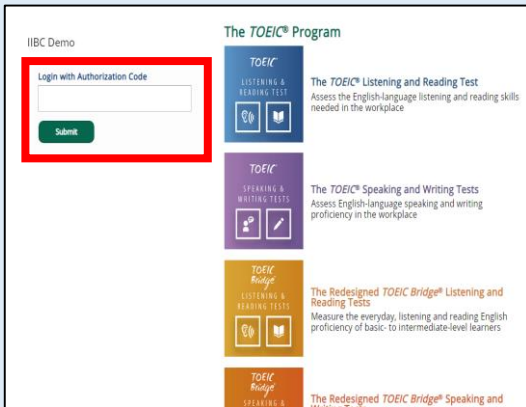 IIBC Demo
Login with Authorization Code
Submit
The TOEIC® Program
TOEIC
LISTENING &
READING TEST
The TOEIC® Listening and Reading Test
Assess the English-language listening and reading skills
needed in the workplace
TOEIC
SPEAKING &
WRITING TESTS
The TOEIC® Speaking and Writing Tests
Assess English-language speaking and writing
proficiency in the workplace
TOEIC
Bridge
LISTENING &
READING TESTS
The Redesigned TOEIC Bridge® Listening and
Reading Tests
Measure the everyday, listening and reading English
proficiency of basic- to intermediate-level learners
TOEIC
Bridge
SPEAKING &
The Redesigned TOEIC Bridge® Speaking and
Writing Tests